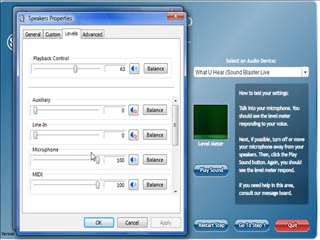 Speakers Properties
General Custom Levels Advanced
Playback Control
63 Balance
Auxiliary
0 Balance
Line-In
0 Balance
Microphone
100 Balance
MIDI
100 Balance
OK Cancel Apply
Select an Audio Device:
What U Hear (Sound Blaster Live
Level Meter
Play Sound
How to test your settings:
Talk into your microphone. You
should see the level meter
responding to your voice.
Next, if possible, turn off or move
your microphone away from your
speakers. Then, click the Play
Sound button. Again, you should
see the level meter respond.
If you need help in this area,
consult our message board.
Restart Step Go To Step 1 Quit